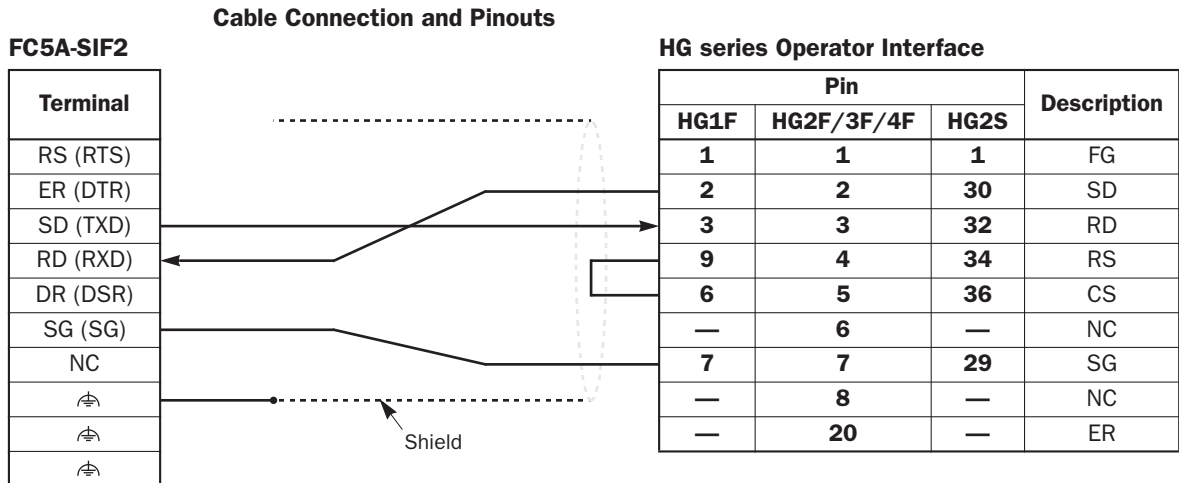 Cable Connection and Pinouts
FC5A-SIF2
Terminal
RS (RTS)
ER (DTR)
SD (TXD)
RD (RXD)
DR (DSR)
SG (SG)
NC
Shield
HG series Operator Interface
Pin Description
HG1F HG2F/3F/4F HG2S
1 1 1 FG
2 2 30 SD
3 3 32 RD
9 4 34 RS
6 5 36 CS
— 6 — NC
7 7 29 SG
— 8 — NC
— 20 — ER